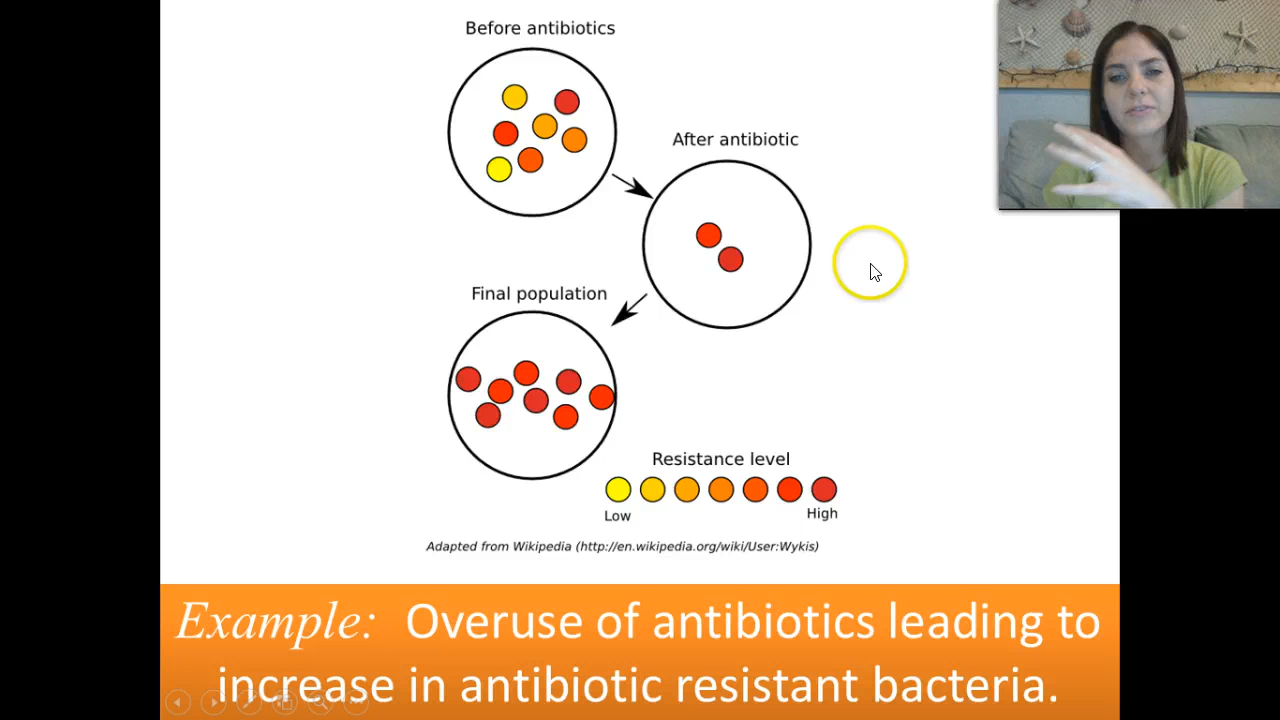 Before antibiotics
After antibiotic
Final population
Resistance level
Low
High
Adapted from Wikipedia (http://en.wikipedia.org/wiki/User:Wykis)
Example: Overuse of antibiotics leading to
increase in antibiotic resistant bacteria.